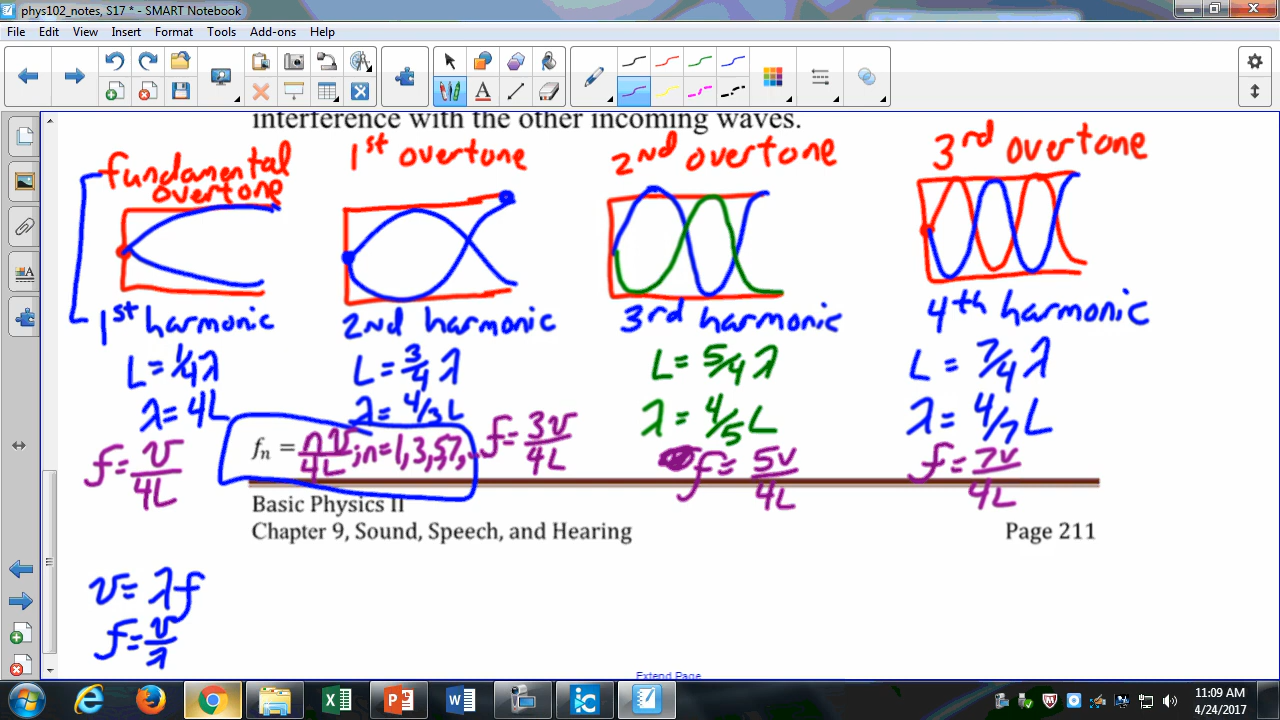 phys102_notes, S17 * - SMART Notebook
File Edit View Insert Format Tools Add-ons Help
interference with the other incoming waves.
fundamental overtone
1st overtone
2nd overtone
3rd overtone
1st harmonic
2nd harmonic
3rd harmonic
4th harmonic
L = 1/4 λ
L = 3/4 λ
L = 5/4 λ
L = 7/4 λ
λ = 4L
λ = 4/3 L
λ = 4/5 L
λ = 4/7 L
f = v/4L
fn = nv/4L ; n = 1, 3, 5, 7, ..
f = 3v/4L
f = 5v/4L
f = 7v/4L
Basic Physics II
Chapter 9, Sound, Speech, and Hearing
Page 211
v = λf
f = v/λ
Extend Page
11:09 AM
4/24/2017